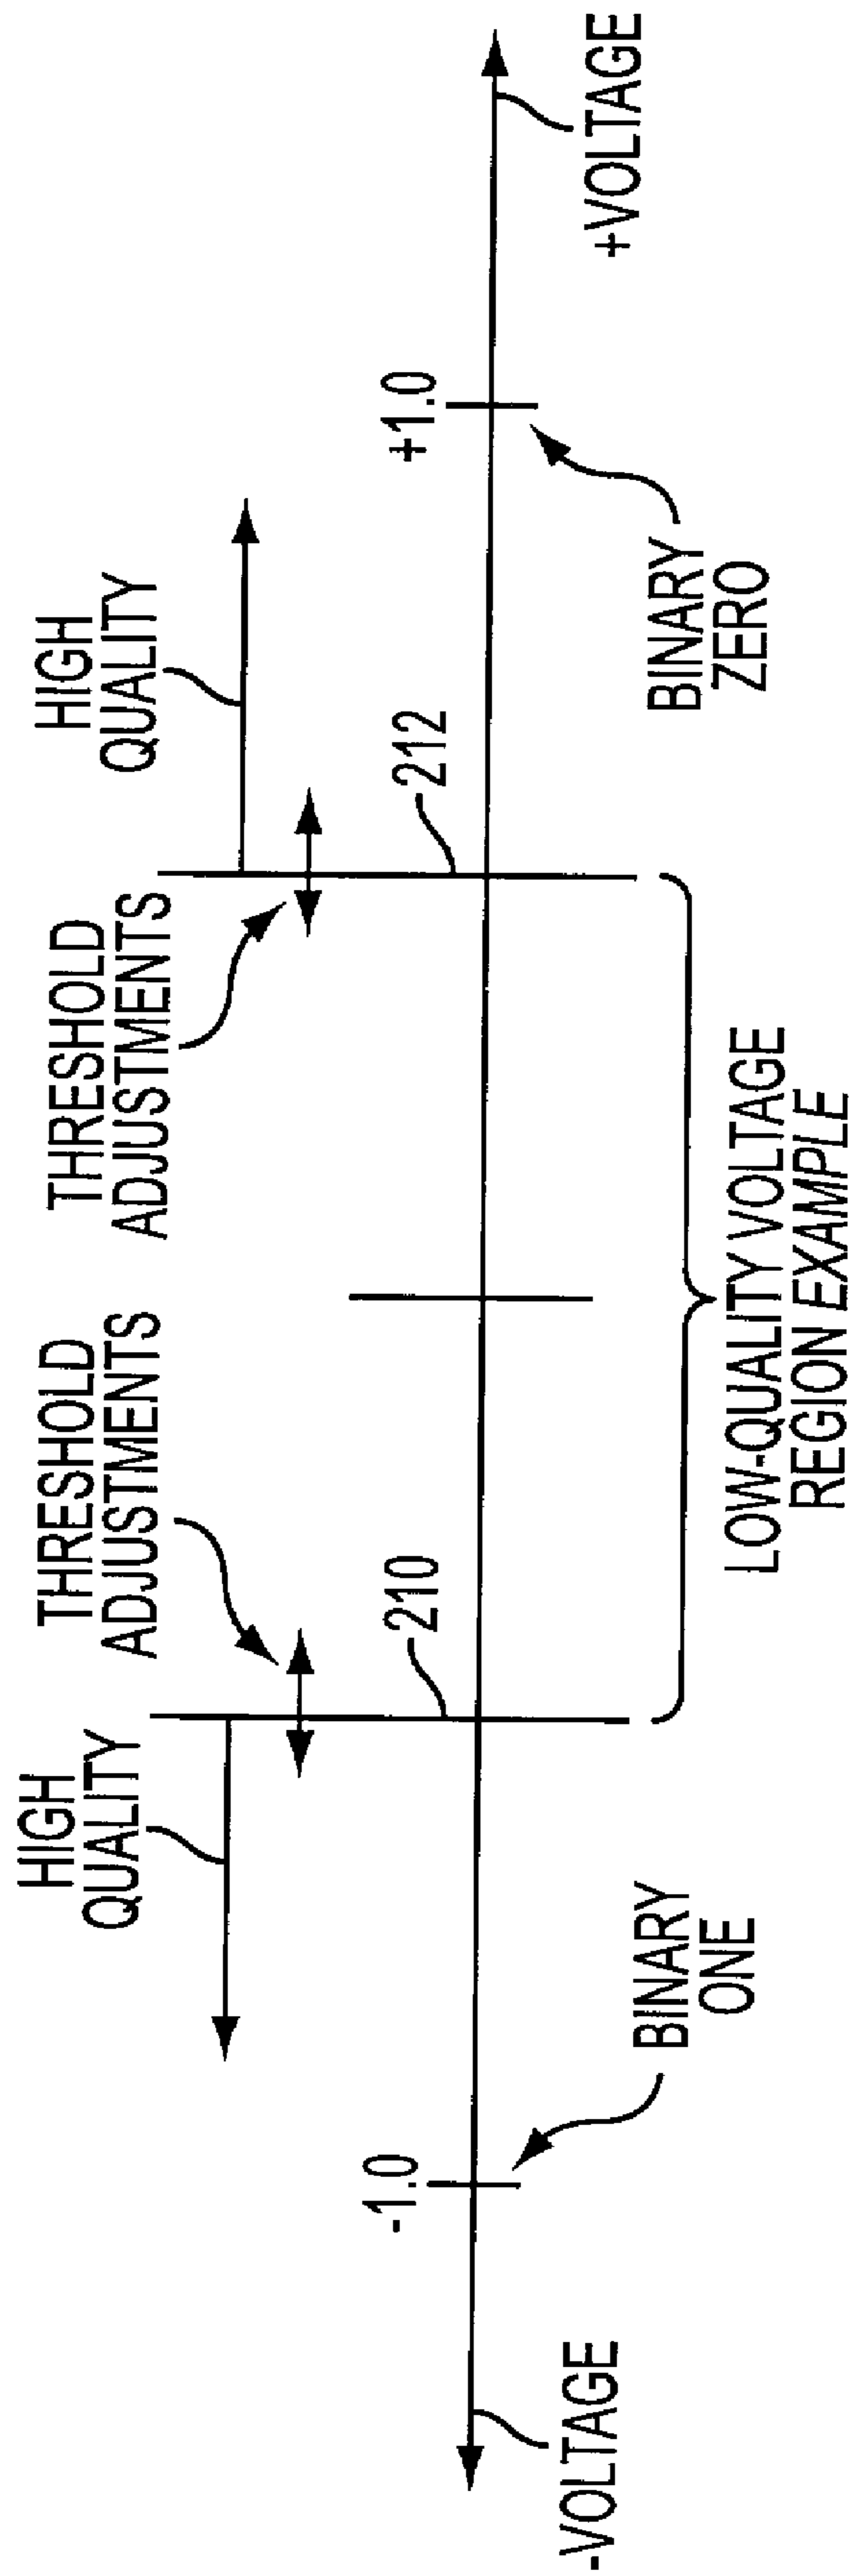 HIGH
QUALITY
THRESHOLD
ADJUSTMENTS
THRESHOLD
ADJUSTMENTS
HIGH
QUALITY
-1.0
210
212
+1.0
-VOLTAGE
BINARY
ONE
LOW-QUALITY VOLTAGE
REGION EXAMPLE
BINARY
ZERO
+VOLTAGE